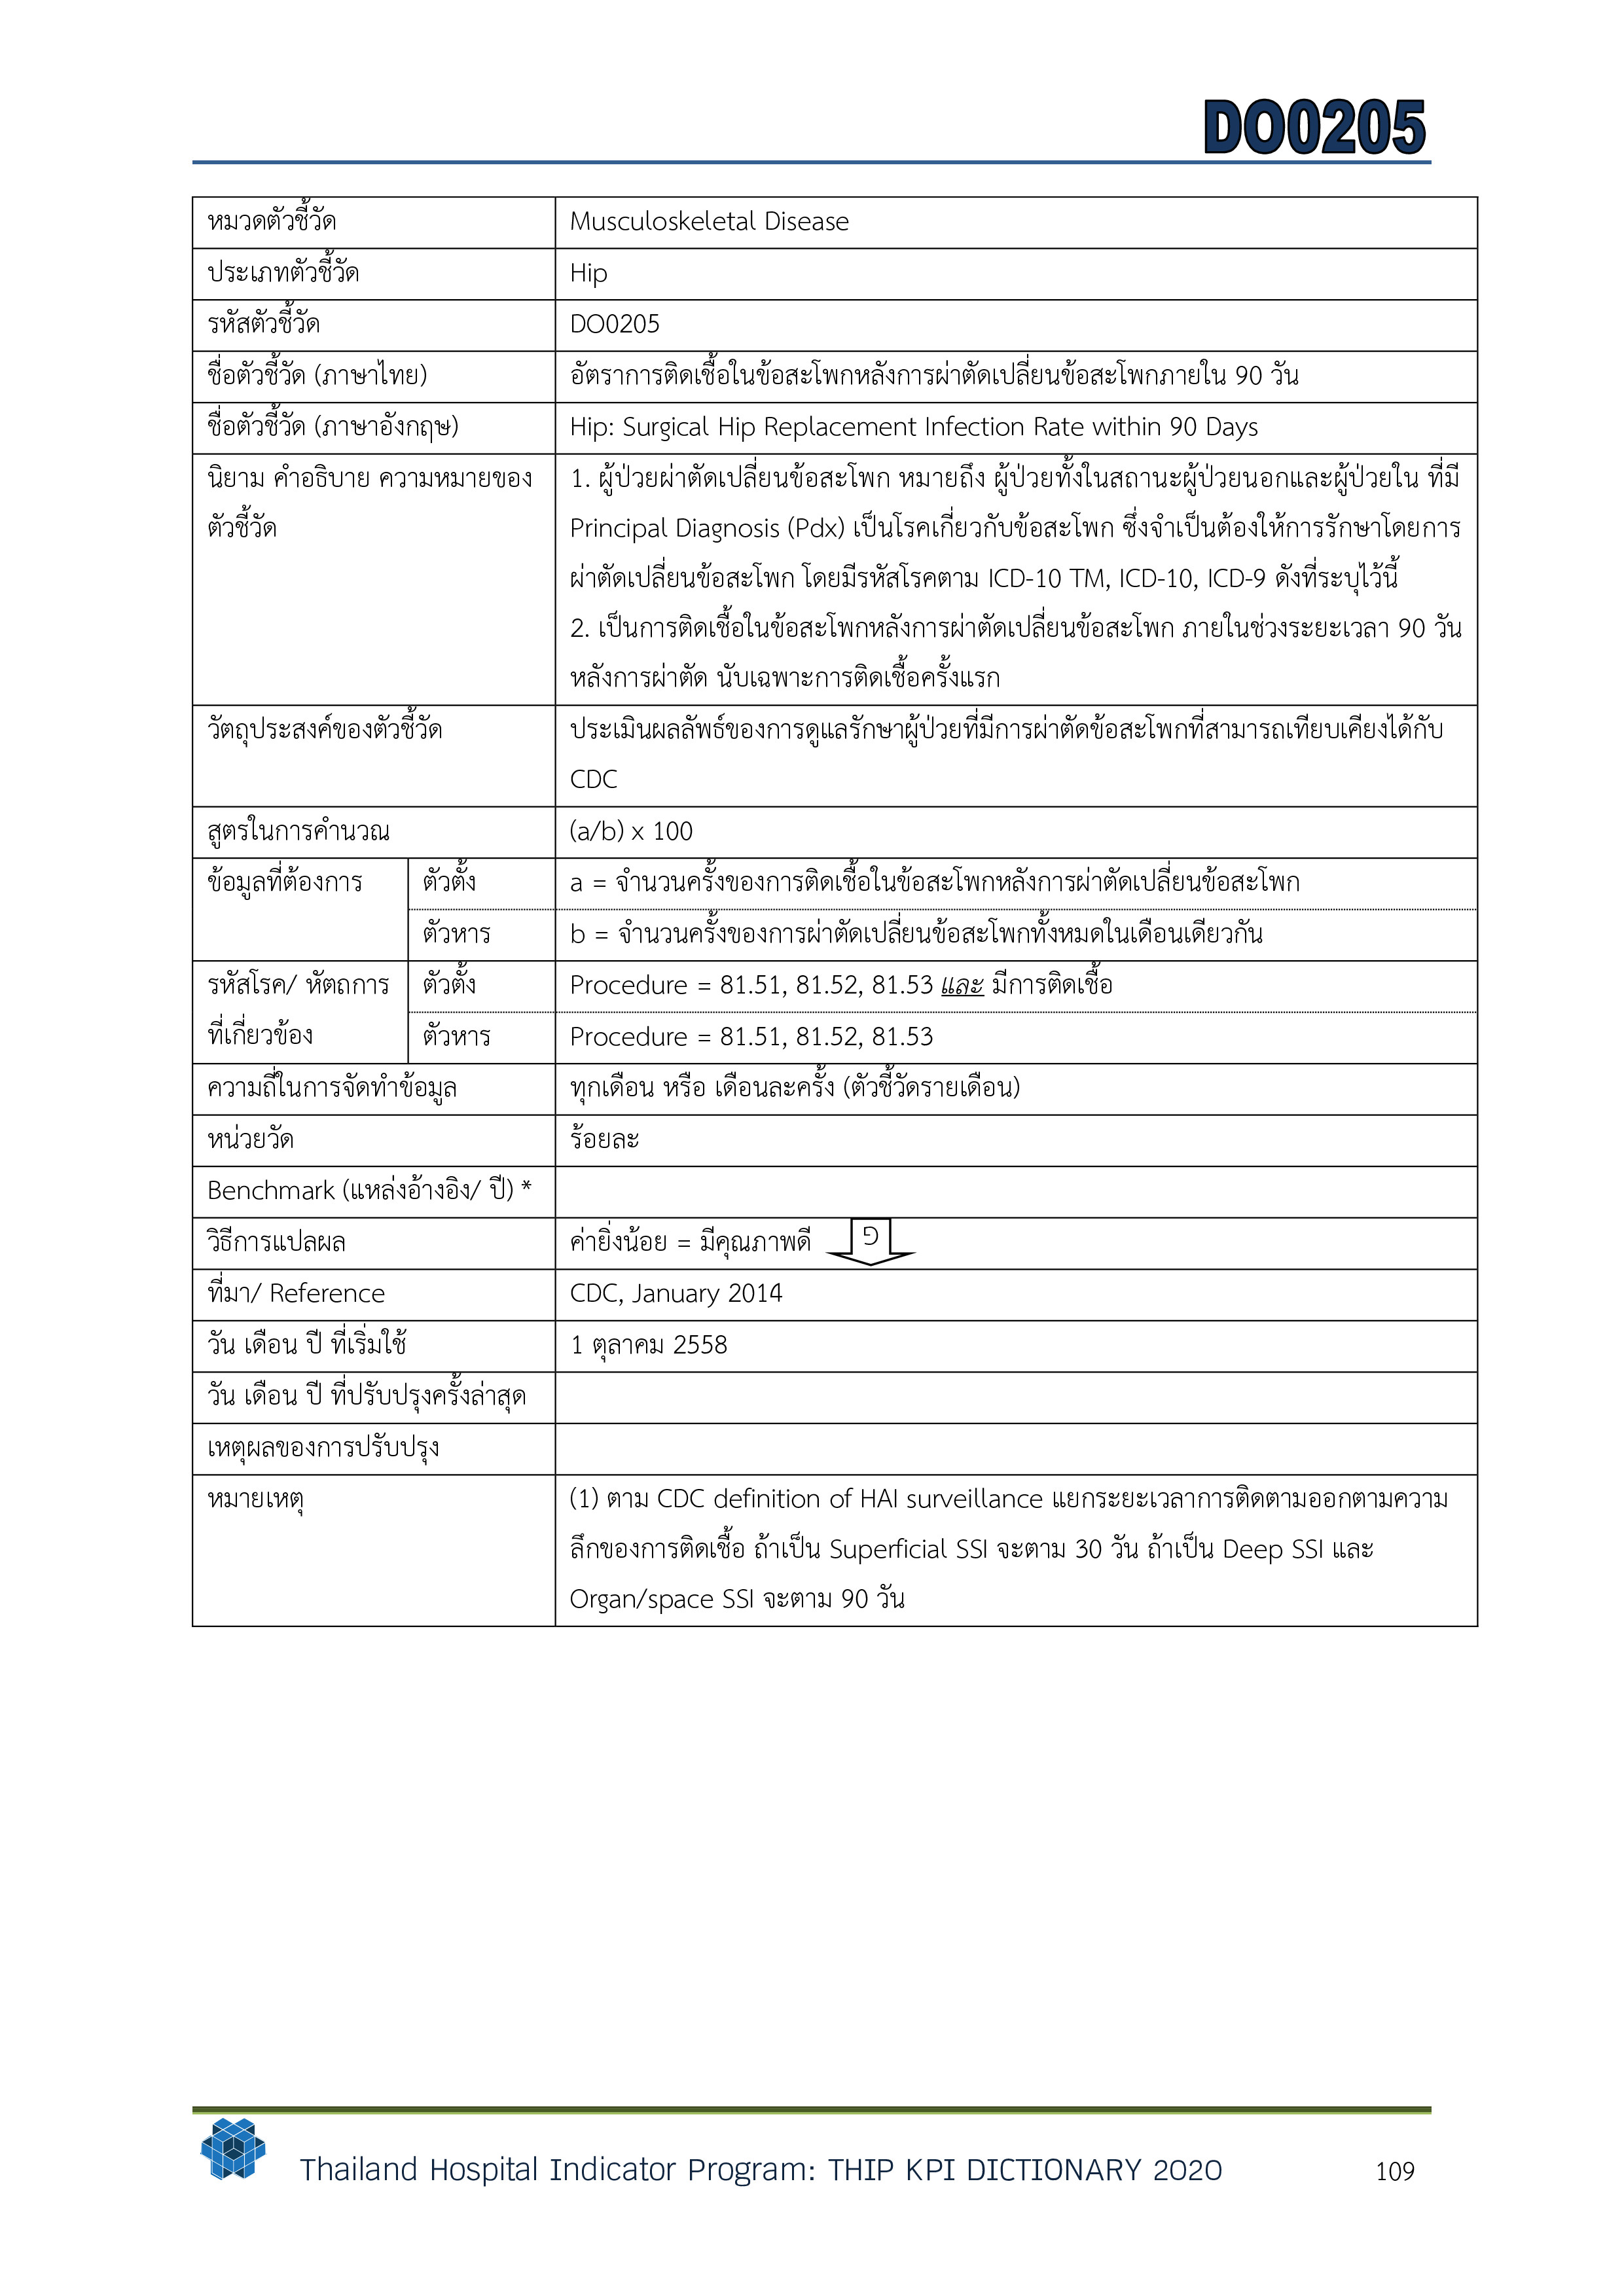 DO0205
หมวดตัวชี้วัด
Musculoskeletal Disease
ประเภทตัวชี้วัด
Hip
รหัสตัวชี้วัด
DO0205
ชื่อตัวชี้วัด (ภาษาไทย)
อัตราการติดเชื้อในข้อสะโพกหลังการผ่าตัดเปลี่ยนข้อสะโพกภายใน 90 วัน
ชื่อตัวชี้วัด (ภาษาอังกฤษ)
Hip: Surgical Hip Replacement Infection Rate within 90 Days
นิยาม คำอธิบาย ความหมายของ
ตัวชี้วัด
1. ผู้ป่วยผ่าตัดเปลี่ยนข้อสะโพก หมายถึง ผู้ป่วยทั้งในสถานะผู้ป่วยนอกและผู้ป่วยใน ที่มี
Principal Diagnosis (Pdx) เป็นโรคเกี่ยวกับข้อสะโพก ซึ่งจำเป็นต้องให้การรักษาโดยการ
ผ่าตัดเปลี่ยนข้อสะโพก โดยมีรหัสโรคตาม ICD-10 TM, ICD-10, ICD-9 ดังที่ระบุไว้นี้
2. เป็นการติดเชื้อในข้อสะโพกหลังการผ่าตัดเปลี่ยนข้อสะโพก ภายในช่วงระยะเวลา 90 วัน
หลังการผ่าตัด นับเฉพาะการติดเชื้อครั้งแรก
วัตถุประสงค์ของตัวชี้วัด
ประเมินผลลัพธ์ของการดูแลรักษาผู้ป่วยที่มีการผ่าตัดข้อสะโพกที่สามารถเทียบเคียงได้กับ
CDC
สูตรในการคำนวณ
(a/b) x 100
ข้อมูลที่ต้องการ
ตัวตั้ง
a = จำนวนครั้งของการติดเชื้อในข้อสะโพกหลังการผ่าตัดเปลี่ยนข้อสะโพก
ตัวหาร
b = จำนวนครั้งของการผ่าตัดเปลี่ยนข้อสะโพกทั้งหมดในเดือนเดียวกัน
รหัสโรค/ หัตถการ
ที่เกี่ยวข้อง
ตัวตั้ง
Procedure = 81.51, 81.52, 81.53 และ มีการติดเชื้อ
ตัวหาร
Procedure = 81.51, 81.52, 81.53
ความถี่ในการจัดทำข้อมูล
ทุกเดือน หรือ เดือนละครั้ง (ตัวชี้วัดรายเดือน)
หน่วยวัด
ร้อยละ
Benchmark (แหล่งอ้างอิง/ ปี) *
วิธีการแปลผล
ค่ายิ่งน้อย = มีคุณภาพดี
ที่มา/ Reference
CDC, January 2014
วัน เดือน ปี ที่เริ่มใช้
1 ตุลาคม 2558
วัน เดือน ปี ที่ปรับปรุงครั้งล่าสุด
เหตุผลของการปรับปรุง
หมายเหตุ
(1) ตาม CDC definition of HAI surveillance แยกระยะเวลาการติดตามออกตามความ
ลึกของการติดเชื้อ ถ้าเป็น Superficial SSI จะตาม 30 วัน ถ้าเป็น Deep SSI และ
Organ/space SSI จะตาม 90 วัน
Thailand Hospital Indicator Program: THIP KPI DICTIONARY 2020
109